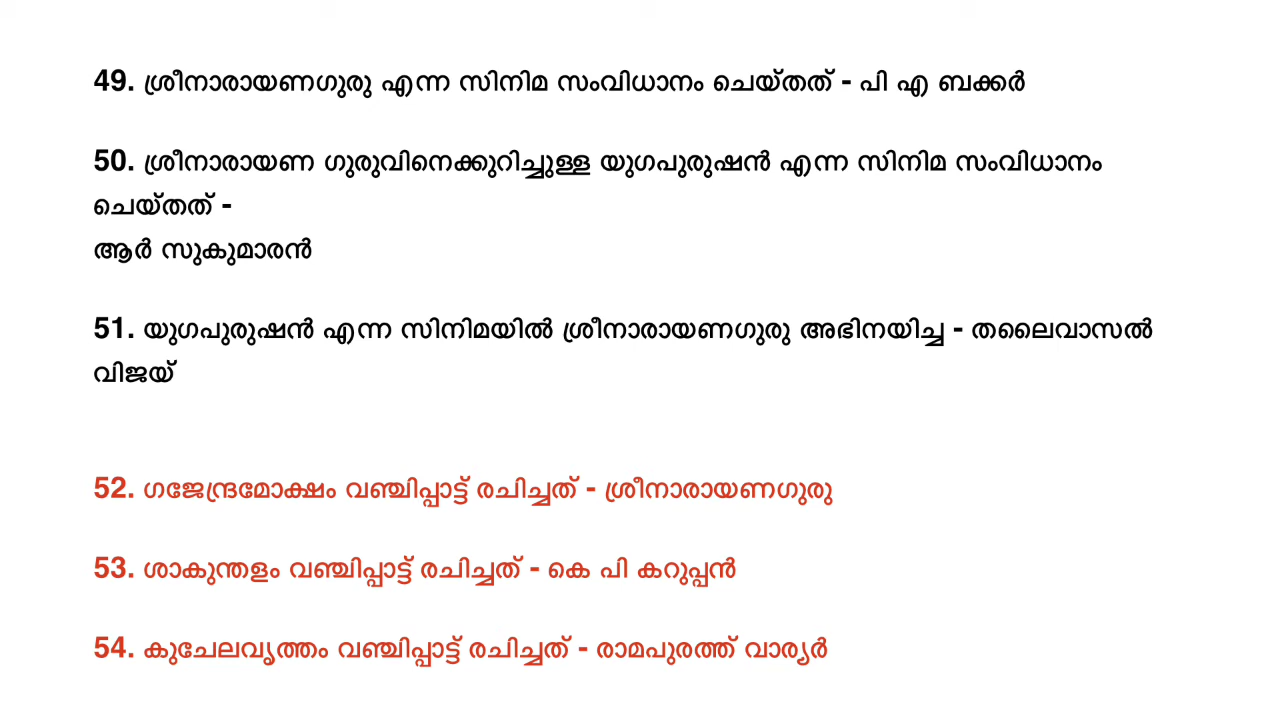 49. ശ്രീനാരായണഗുരു എന്ന സിനിമ സംവിധാനം ചെയ്തത് - പി എ ബക്കർ
50. ശ്രീനാരായണ ഗുരുവിനെക്കുറിച്ചുള്ള യുഗപുരുഷൻ എന്ന സിനിമ സംവിധാനം
ചെയ്തത് -
ആർ സുകുമാരൻ
51. യുഗപുരുഷൻ എന്ന സിനിമയിൽ ശ്രീനാരായണഗുരു അഭിനയിച്ച - തലൈവാസൽ
വിജയ്
52. ഗജേന്ദ്രമോക്ഷം വഞ്ചിപ്പാട്ട് രചിച്ചത് - ശ്രീനാരായണഗുരു
53. ശാകുന്തളം വഞ്ചിപ്പാട്ട് രചിച്ചത് - കെ പി കറുപ്പൻ
54. കുചേലവൃത്തം വഞ്ചിപ്പാട്ട് രചിച്ചത് - രാമപുരത്ത് വാര്യർ